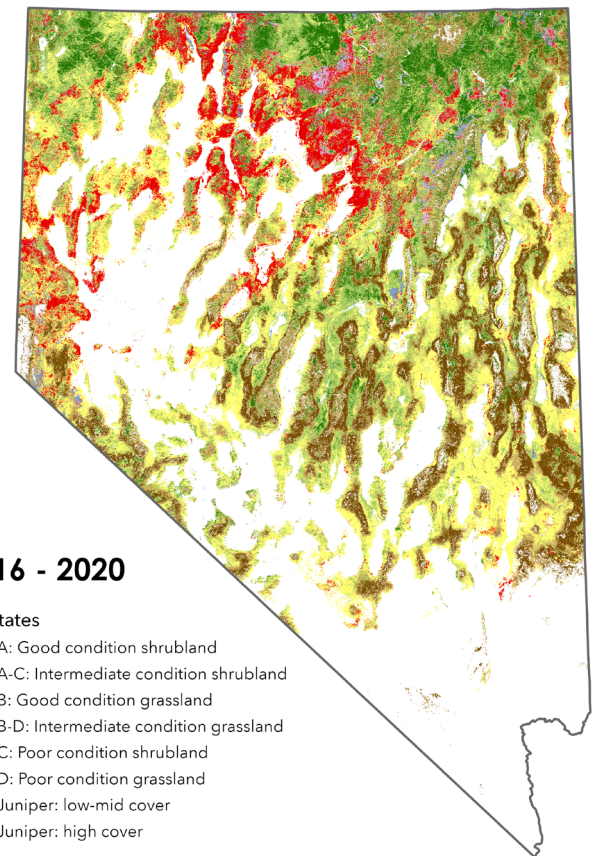 16 - 2020
tates
A: Good condition shrubland
A-C: Intermediate condition shrubland
B: Good condition grassland
B-D: Intermediate condition grassland
C: Poor condition shrubland
D: Poor condition grassland
Juniper: low-mid cover
Juniper: high cover